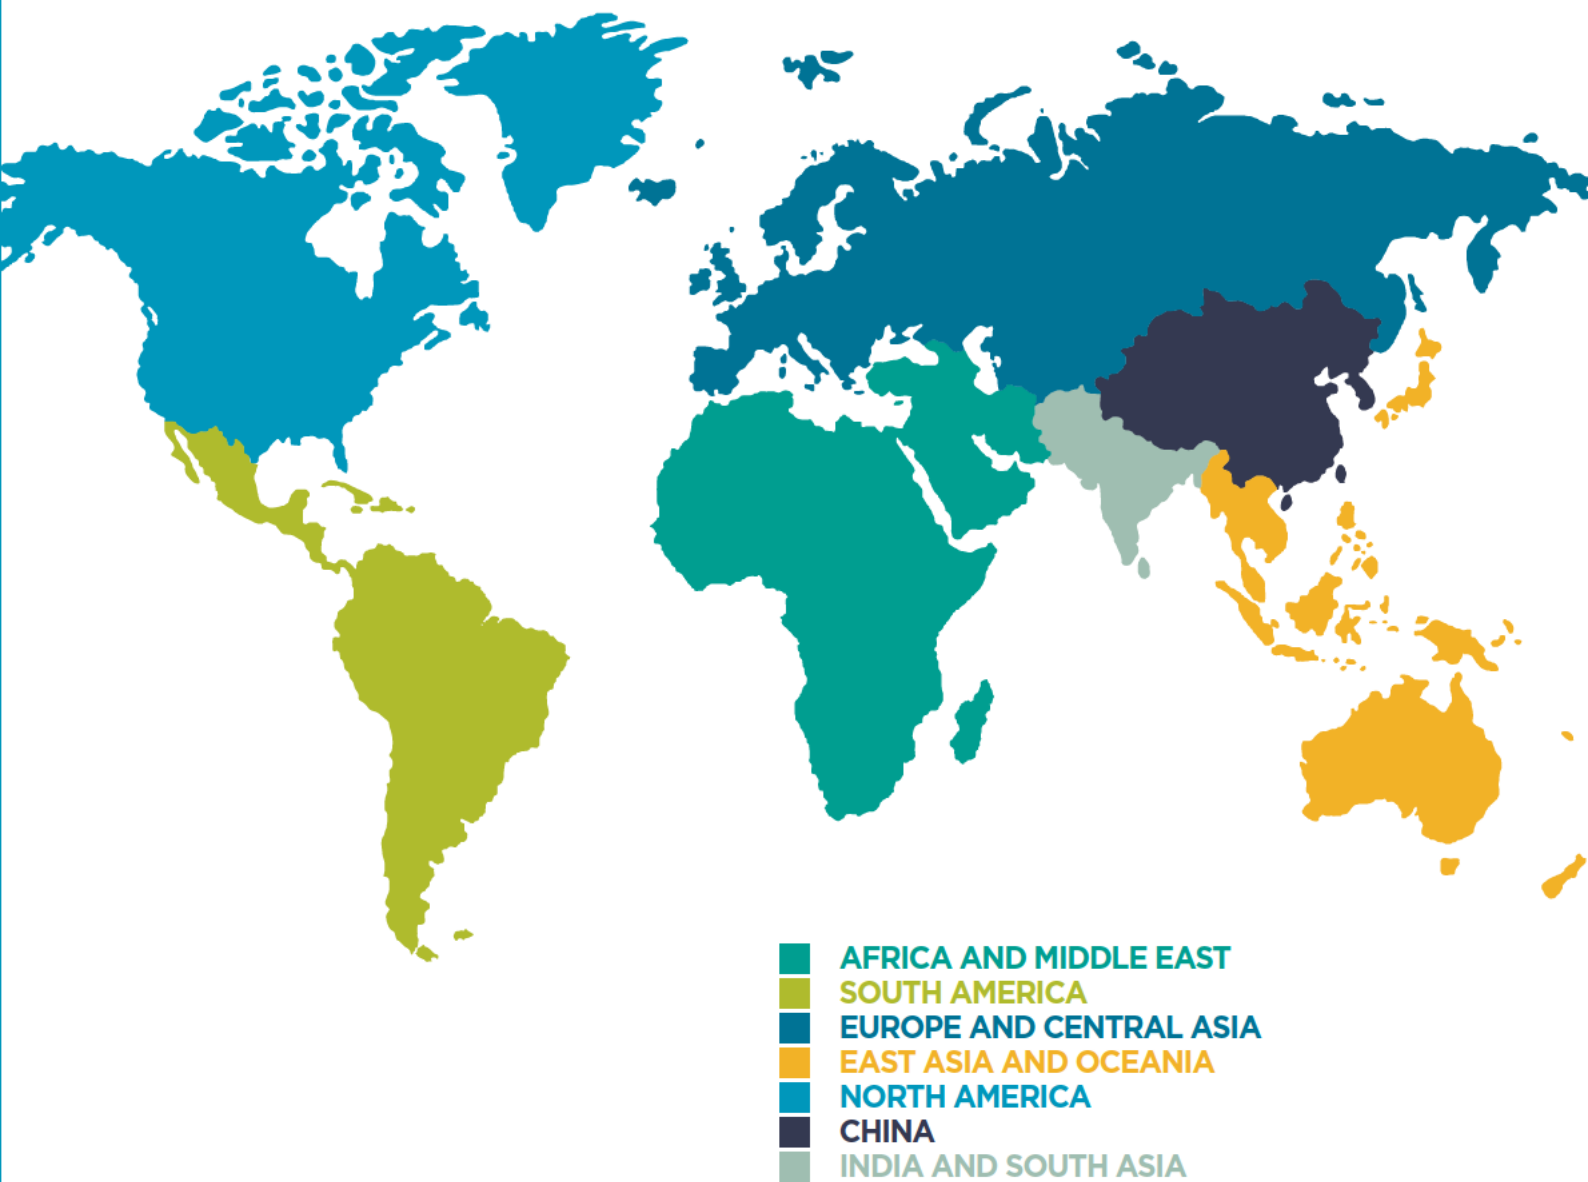 AFRICA AND MIDDLE EAST
SOUTH AMERICA
EUROPE AND CENTRAL ASIA
EAST ASIA AND OCEANIA
NORTH AMERICA
CHINA
INDIA AND SOUTH ASIA